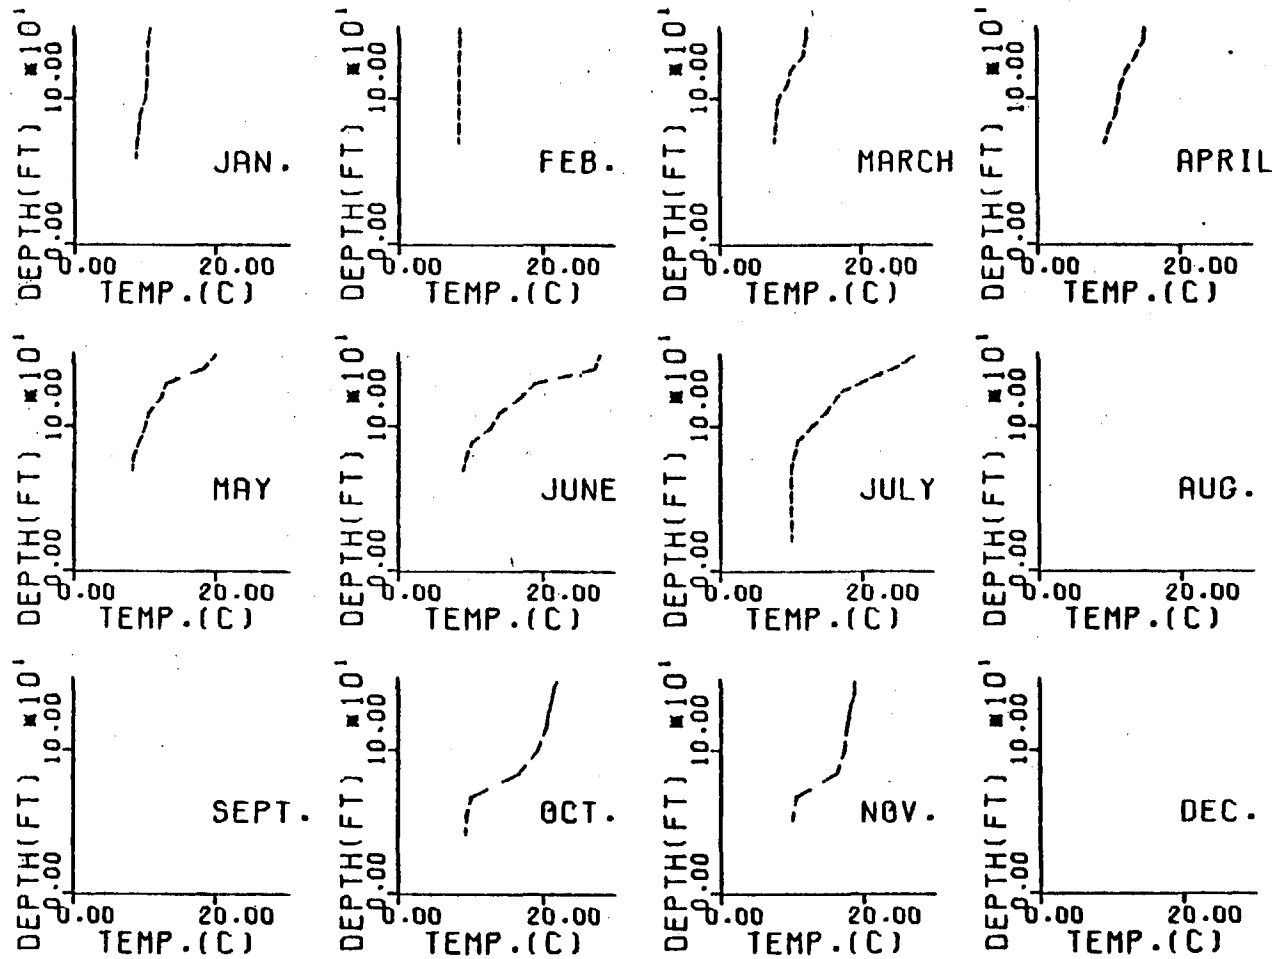 DEPTH(FT) *10¹
10.00
0.00
0.00 20.00
TEMP.(C)
JAN.
DEPTH(FT) *10¹
10.00
0.00
0.00 20.00
TEMP.(C)
FEB.
DEPTH(FT) *10¹
10.00
0.00
0.00 20.00
TEMP.(C)
MARCH
DEPTH(FT) *10¹
10.00
0.00
0.00 20.00
TEMP.(C)
APRIL
DEPTH(FT) *10¹
10.00
0.00
0.00 20.00
TEMP.(C)
MAY
DEPTH(FT) *10¹
10.00
0.00
0.00 20.00
TEMP.(C)
JUNE
DEPTH(FT) *10¹
10.00
0.00
0.00 20.00
TEMP.(C)
JULY
DEPTH(FT) *10¹
10.00
0.00
0.00 20.00
TEMP.(C)
AUG.
DEPTH(FT) *10¹
10.00
0.00
0.00 20.00
TEMP.(C)
SEPT.
DEPTH(FT) *10¹
10.00
0.00
0.00 20.00
TEMP.(C)
OCT.
DEPTH(FT) *10¹
10.00
0.00
0.00 20.00
TEMP.(C)
NOV.
DEPTH(FT) *10¹
10.00
0.00
0.00 20.00
TEMP.(C)
DEC.